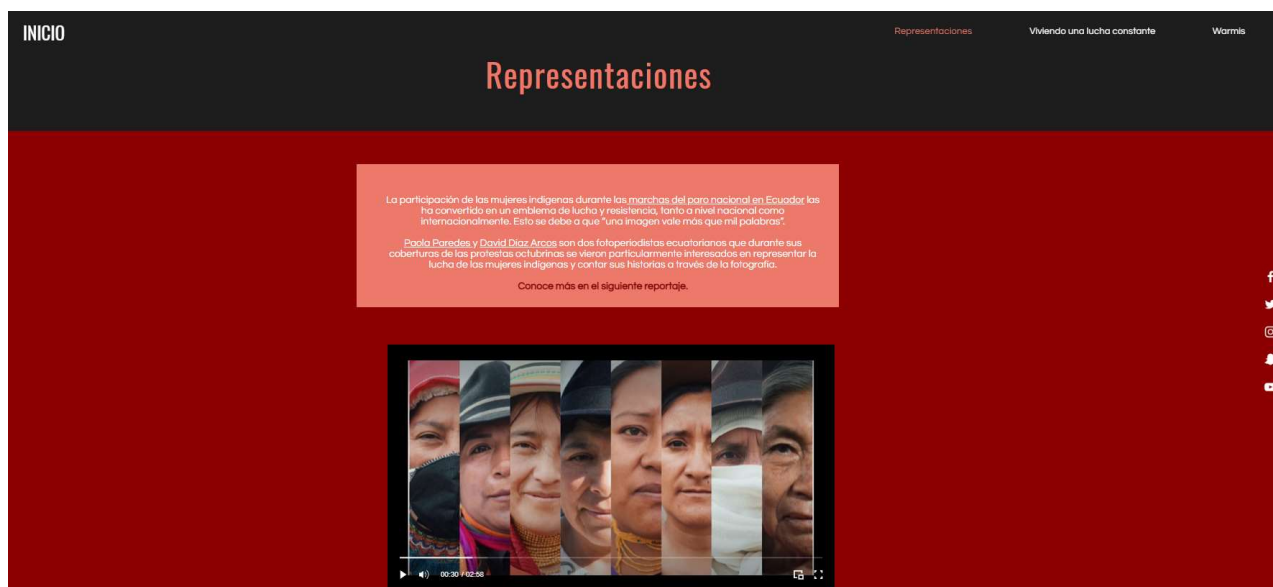 INICIO
Representaciones
Viviendo una lucha constante
Warmis
Representaciones
La participación de las mujeres indígenas durante las marchas del paro nacional en Ecuador las
ha convertido en un emblema de lucha y resistencia, tanto a nivel nacional como
internacionalmente. Esto se debe a que "una imagen vale más que mil palabras".
Paola Paredes y David Diaz Arcos son dos fotoperiodistas ecuatorianos que durante sus
coberturas de las protestas octubrinas se vieron particularmente interesados en representar la
lucha de las mujeres indígenas y contar sus historias a través de la fotografía.
Conoce más en el siguiente reportaje.
00:30 / 02:58